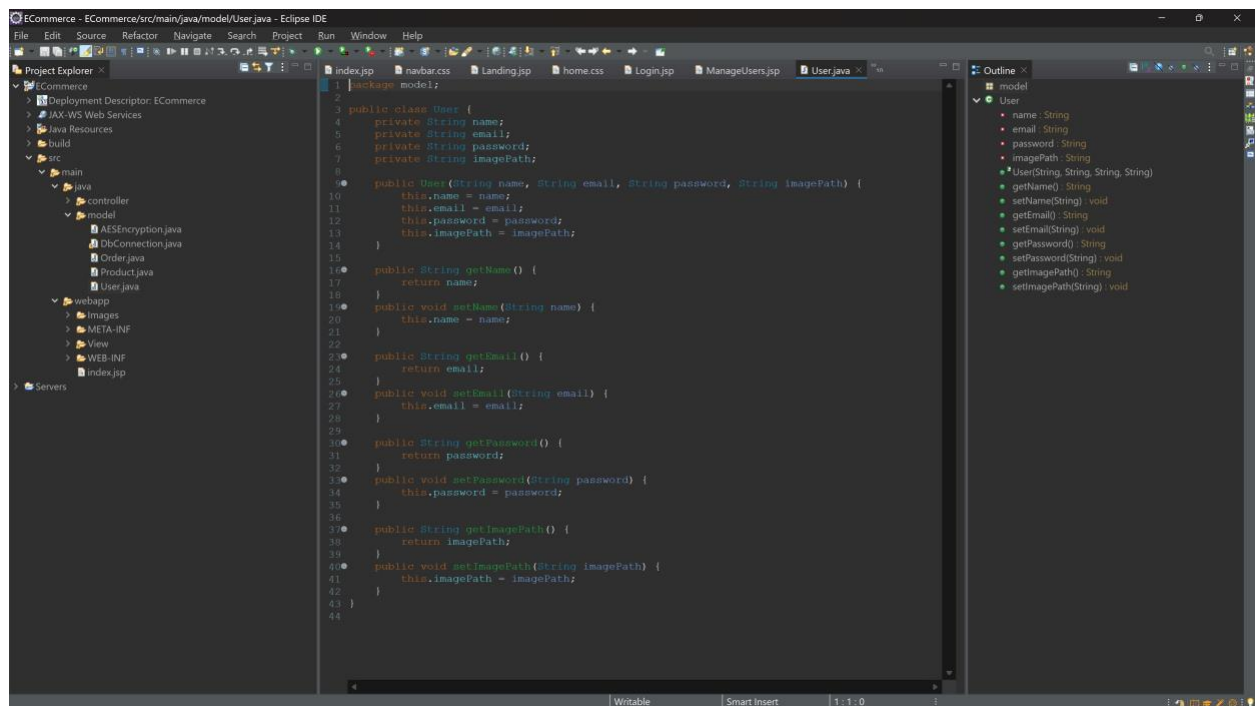 ECommerce - ECommerce/src/main/java/model/User.java - Eclipse IDE
File Edit Source Refactor Navigate Search Project Run Window Help
Project Explorer
ECommerce
Deployment Descriptor: ECommerce
JAX-WS Web Services
Java Resources
build
src
main
java
controller
model
AESEncryption.java
DbConnection.java
Order.java
Product.java
User.java
webapp
Images
META-INF
View
WEB-INF
index.jsp
Servers
index.jsp navbar.css Landing.jsp home.css Login.jsp ManageUsers.jsp User.java
1 package model;
2
3 public class User {
4     private String name;
5     private String email;
6     private String password;
7     private String imagePath;
8
9     public User(String name, String email, String password, String imagePath) {
10         this.name = name;
11         this.email = email;
12         this.password = password;
13         this.imagePath = imagePath;
14     }
15
16     public String getName() {
17         return name;
18     }
19     public void setName(String name) {
20         this.name = name;
21     }
22
23     public String getEmail() {
24         return email;
25     }
26     public void setEmail(String email) {
27         this.email = email;
28     }
29
30     public String getPassword() {
31         return password;
32     }
33     public void setPassword(String password) {
34         this.password = password;
35     }
36
37     public String getImagePath() {
38         return imagePath;
39     }
40     public void setImagePath(String imagePath) {
41         this.imagePath = imagePath;
42     }
43 }
44
Outline
model
User
name : String
email : String
password : String
imagePath : String
User(String, String, String, String)
getName() : String
setName(String) : void
getEmail() : String
setEmail(String) : void
getPassword() : String
setPassword(String) : void
getImagePath() : String
setImagePath(String) : void
Writable Smart Insert 1 : 1 : 0